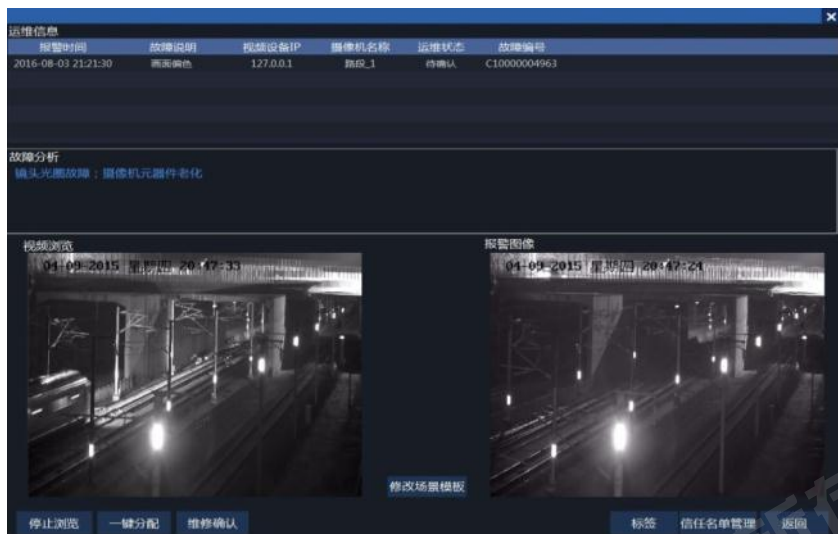 运维信息
报警时间 故障说明 视频设备IP 摄像机名称 运维状态 故障编号
2016-08-03 21:21:30 画面偏色 127.0.0.1 路段_1 待确认 C10000004963
故障分析
镜头光圈故障；摄像机元器件老化
视频浏览 报警图像
04-09-2015 星期四 20:47:33 04-09-2015 星期四 20:47:24
修改场景模板
停止浏览 一键分配 维修确认 标签 信任名单管理 返回